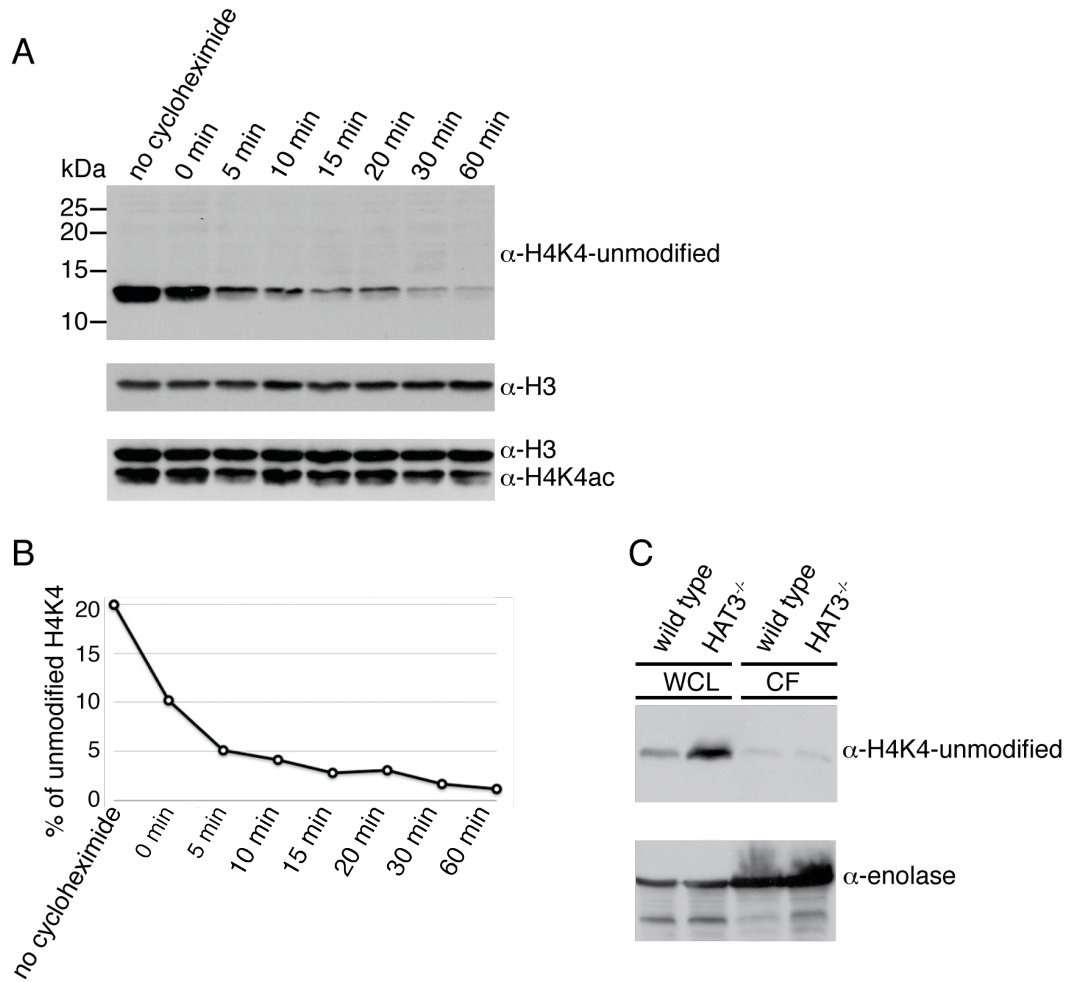 A
no cycloheximide
0 min
5 min
10 min
15 min
20 min
30 min
60 min
kDa
25
20
15
10
α-H4K4-unmodified
α-H3
α-H3
α-H4K4ac
B
% of unmodified H4K4
20
15
10
5
0
no cycloheximide
0 min
5 min
10 min
15 min
20 min
30 min
60 min
C
wild type
HAT3-/-
wild type
HAT3-/-
WCL
CF
α-H4K4-unmodified
α-enolase